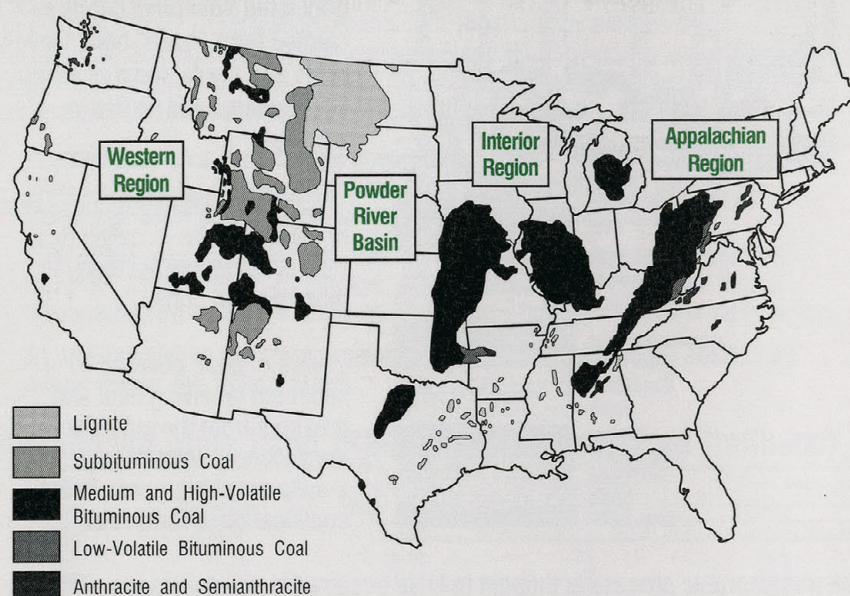 Western
Region
Powder
River
Basin
Interior
Region
Appalachian
Region
Lignite
Subbituminous Coal
Medium and High-Volatile
Bituminous Coal
Low-Volatile Bituminous Coal
Anthracite and Semianthracite